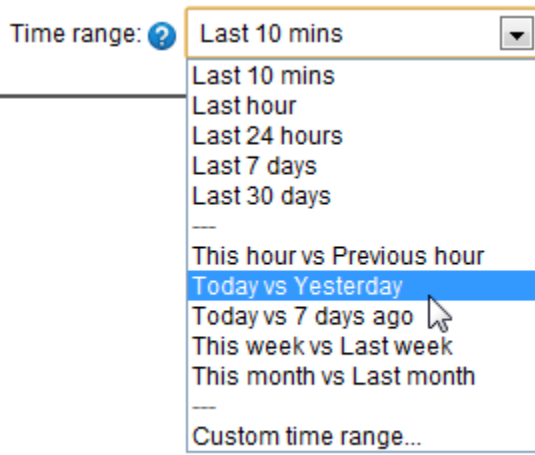 Time range: ? Last 10 mins
Last 10 mins
Last hour
Last 24 hours
Last 7 days
Last 30 days
---
This hour vs Previous hour
Today vs Yesterday
Today vs 7 days ago
This week vs Last week
This month vs Last month
---
Custom time range...